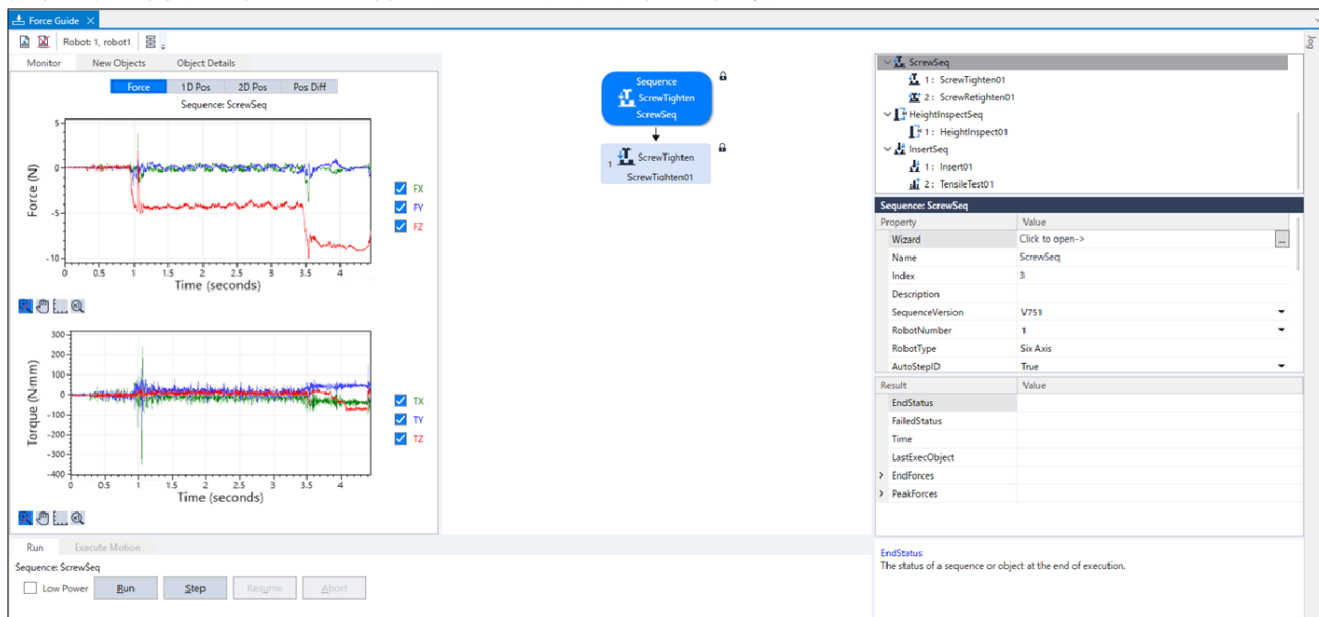 Force Guide
Robot: 1, robot1
Jog
Monitor New Objects Object Details
Force 1D Pos 2D Pos Pos Diff
Sequence: ScrewSeq
5
0
-5
-10
Force (N)
0 0.5 1 1.5 2 2.5 3 3.5 4
Time (seconds)
FX
FY
FZ
300
200
100
0
-100
-200
-300
-400
Torque (N·mm)
0 0.5 1 1.5 2 2.5 3 3.5 4
Time (seconds)
TX
TY
TZ
Run Execute Motion
Sequence: ScrewSeq
Low Power Run Step Resume Abort
Sequence
ScrewTighten
ScrewSeq
1 ScrewTighten
ScrewTighten01
ScrewSeq
1 : ScrewTighten01
2 : ScrewRetighten01
HeightInspectSeq
1 : HeightInspect01
InsertSeq
1 : Insert01
2 : TensileTest01
Sequence: ScrewSeq
Property Value
Wizard Click to open-> ...
Name ScrewSeq
Index 3
Description
SequenceVersion V751
RobotNumber 1
RobotType Six Axis
AutoStepID True
Result Value
EndStatus
FailedStatus
Time
LastExecObject
EndForces
PeakForces
EndStatus
The status of a sequence or object at the end of execution.